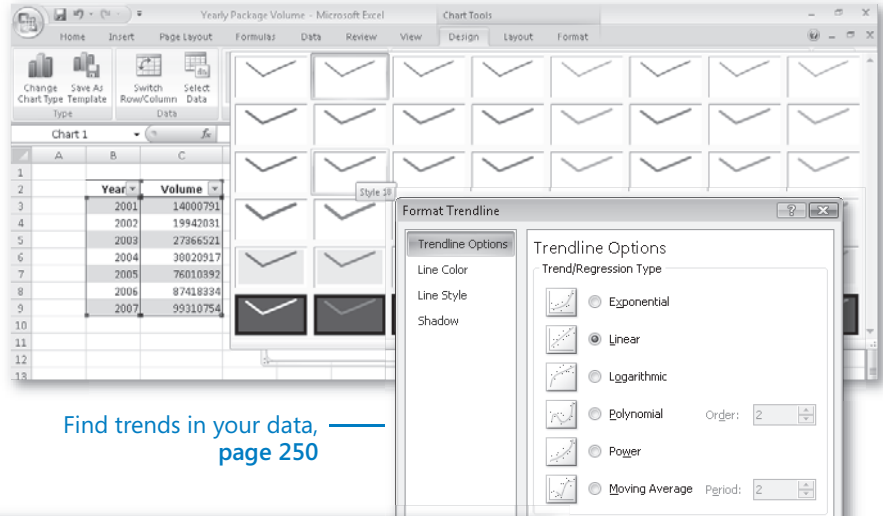 Yearly Package Volume - Microsoft Excel
Chart Tools
Home Insert Page Layout Formulas Data Review View Design Layout Format
Change Chart Type
Save As Template
Switch Row/Column
Select Data
Type
Data
Chart 1
fx
A B C
1
2 Year Volume
3 2001 14000791
4 2002 19942031
5 2003 27366521
6 2004 38020917
7 2005 76010392
8 2006 87418334
9 2007 99310754
10
11
12
13
Style 18
Format Trendline
Trendline Options
Line Color
Line Style
Shadow
Trendline Options
Trend/Regression Type
Exponential
Linear
Logarithmic
Polynomial Order: 2
Power
Moving Average Period: 2
Find trends in your data,
page 250